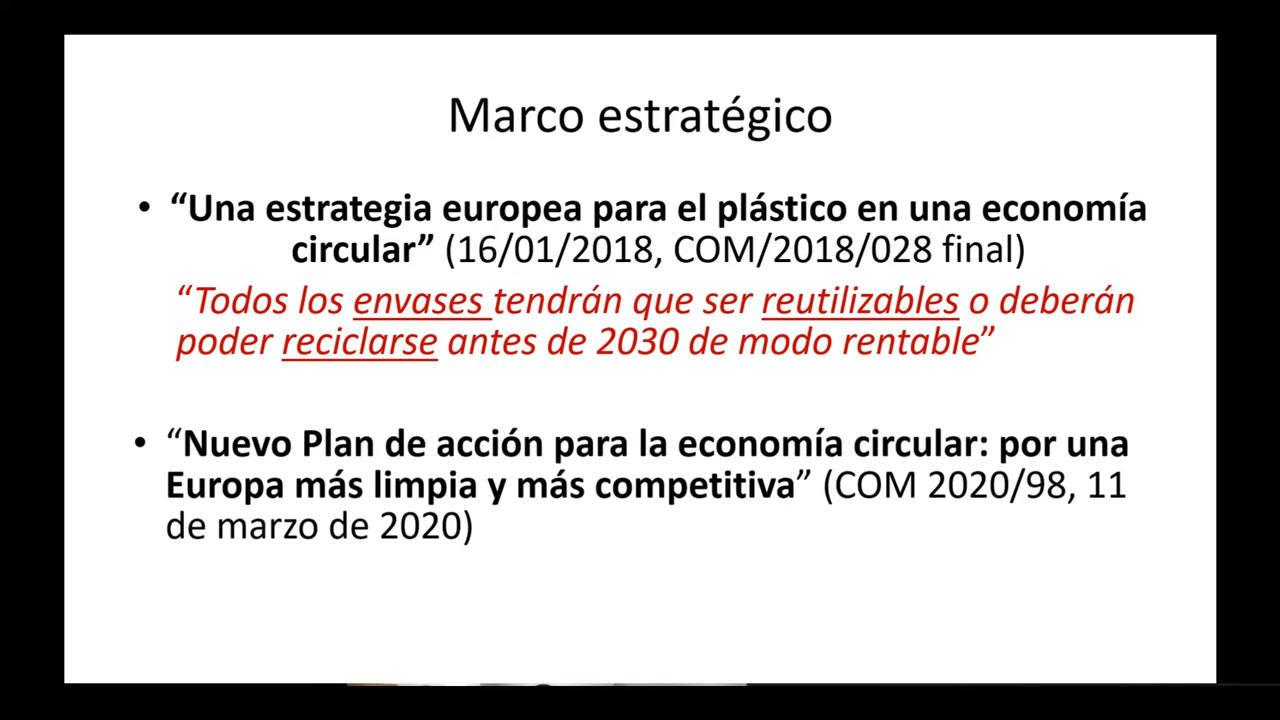 Marco estratégico
• “Una estrategia europea para el plástico en una economía
circular” (16/01/2018, COM/2018/028 final)
“Todos los envases tendrán que ser reutilizables o deberán
poder reciclarse antes de 2030 de modo rentable”
• “Nuevo Plan de acción para la economía circular: por una
Europa más limpia y más competitiva” (COM 2020/98, 11
de marzo de 2020)